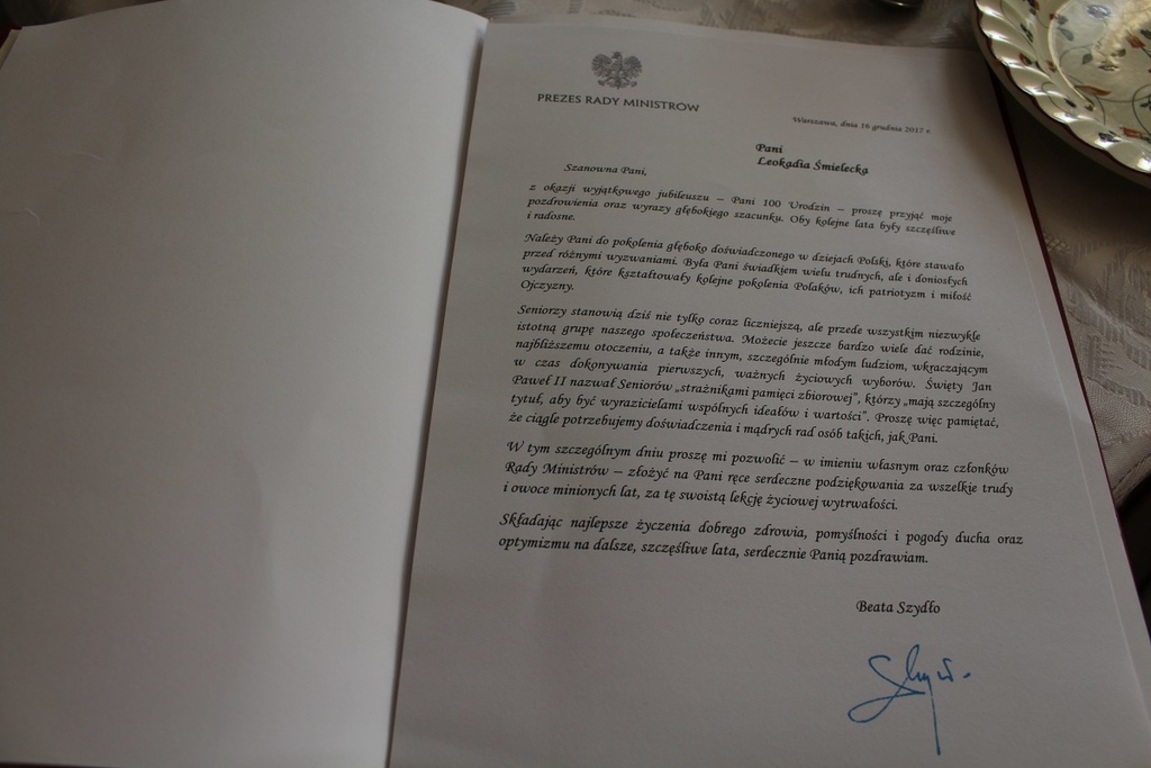 PREZES RADY MINISTRÓW
Warszawa, dnia 16 grudnia 2017 r.
Pani
Leokadia Śmielecka
Szanowna Pani,
z okazji wyjątkowego jubileuszu – Pani 100 Urodzin – proszę przyjąć moje
pozdrowienia oraz wyrazy głębokiego szacunku. Oby kolejne lata były szczęśliwe
i radosne.
Należy Pani do pokolenia głęboko doświadczonego w dziejach Polski, które stawało
przed różnymi wyzwaniami. Była Pani świadkiem wielu trudnych, ale i doniosłych
wydarzeń, które kształtowały kolejne pokolenia Polaków, ich patriotyzm i miłość
Ojczyzny.
Seniorzy stanowią dziś nie tylko coraz liczniejszą, ale przede wszystkim niezwykle
istotną grupę naszego społeczeństwa. Możecie jeszcze bardzo wiele dać rodzinie,
najbliższemu otoczeniu, a także innym, szczególnie młodym ludziom, wkraczającym
w czas dokonywania pierwszych, ważnych życiowych wyborów. Święty Jan
Paweł II nazwał Seniorów „strażnikami pamięci zbiorowej”, którzy „mają szczególny
tytuł, aby być wyrazicielami wspólnych ideałów i wartości”. Proszę więc pamiętać,
że ciągle potrzebujemy doświadczenia i mądrych rad osób takich, jak Pani.
W tym szczególnym dniu proszę mi pozwolić – w imieniu własnym oraz członków
Rady Ministrów – złożyć na Pani ręce serdeczne podziękowania za wszelkie trudy
i owoce minionych lat, za tę swoistą lekcję życiowej wytrwałości.
Składając najlepsze życzenia dobrego zdrowia, pomyślności i pogody ducha oraz
optymizmu na dalsze, szczęśliwe lata, serdecznie Panią pozdrawiam.
Beata Szydło